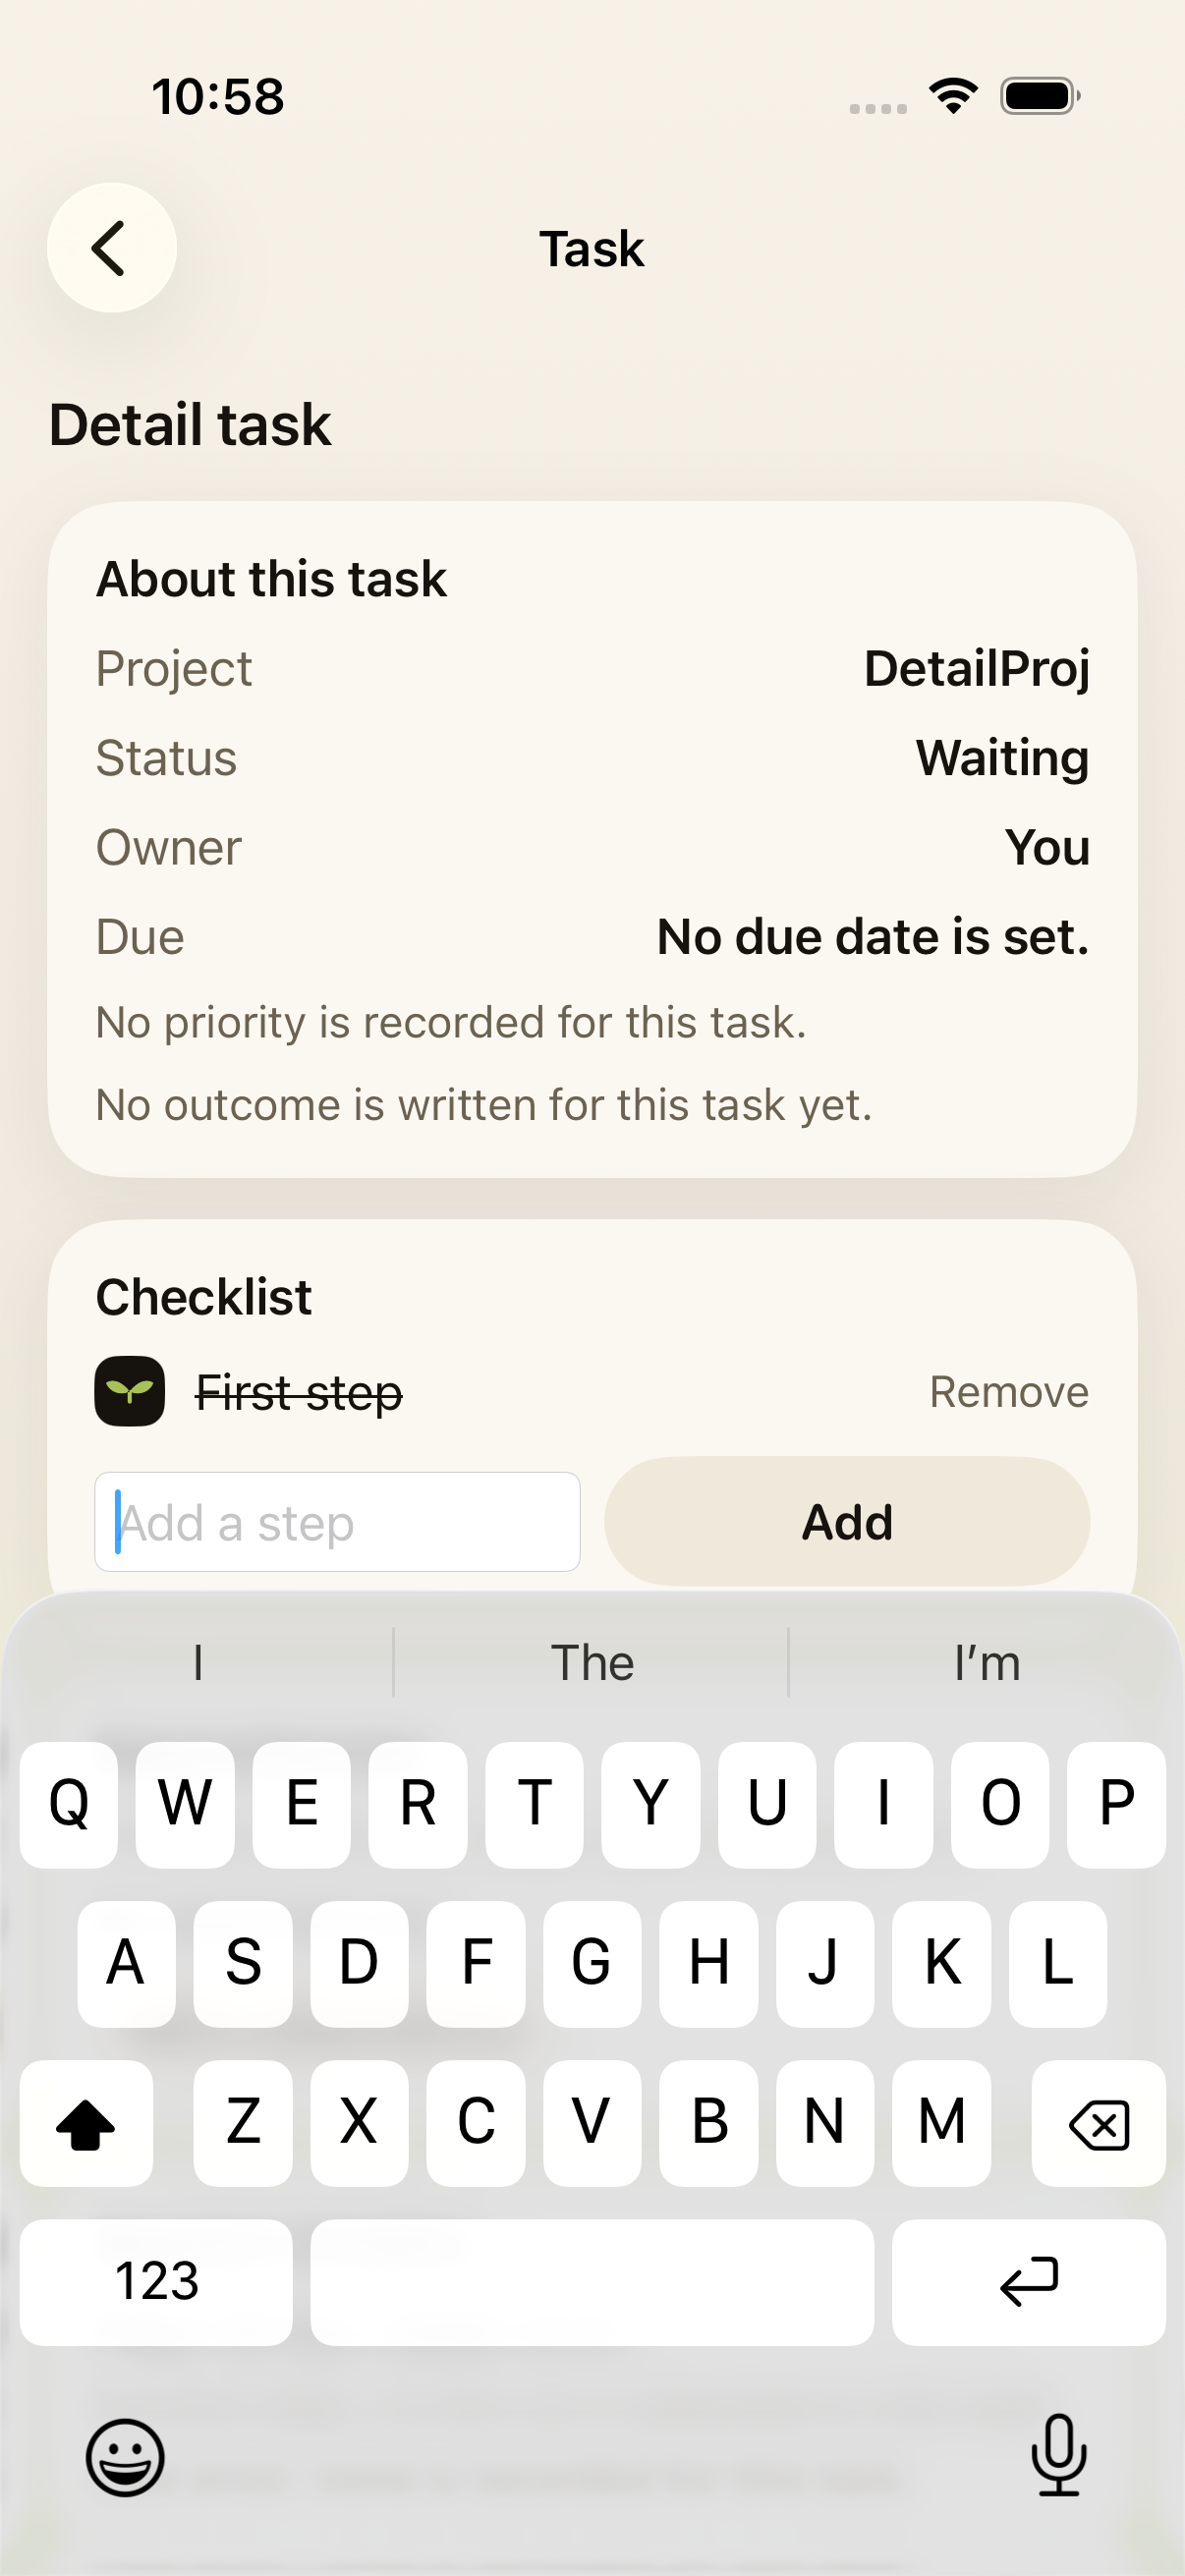 10:58
Task
Detail task
About this task
Project DetailProj
Status Waiting
Owner You
Due No due date is set.
No priority is recorded for this task.
No outcome is written for this task yet.
Checklist
First step Remove
Add a step Add
I The I’m
Q W E R T Y U I O P
A S D F G H J K L
Z X C V B N M
123